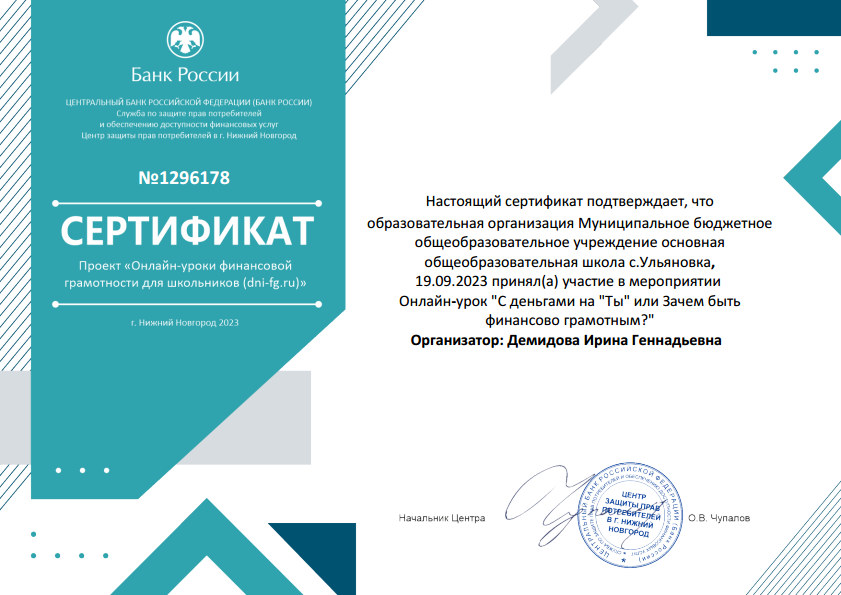 Банк России
ЦЕНТРАЛЬНЫЙ БАНК РОССИЙСКОЙ ФЕДЕРАЦИИ (БАНК РОССИИ)
Служба по защите прав потребителей
и обеспечению доступности финансовых услуг
Центр защиты прав потребителей в г. Нижний Новгород
№1296178
СЕРТИФИКАТ
Проект «Онлайн-уроки финансовой
грамотности для школьников (dni-fg.ru)»
г. Нижний Новгород 2023
Настоящий сертификат подтверждает, что
образовательная организация Муниципальное бюджетное
общеобразовательное учреждение основная
общеобразовательная школа с.Ульяновка,
19.09.2023 принял(а) участие в мероприятии
Онлайн-урок "С деньгами на "Ты" или Зачем быть
финансово грамотным?"
Организатор: Демидова Ирина Геннадьевна
Начальник Центра
О.В. Чупалов
ЦЕНТРАЛЬНЫЙ БАНК РОССИЙСКОЙ ФЕДЕРАЦИИ (Банк России)
ЦЕНТР
ЗАЩИТЫ ПРАВ
ПОТРЕБИТЕЛЕЙ
В Г. НИЖНИЙ
НОВГОРОД